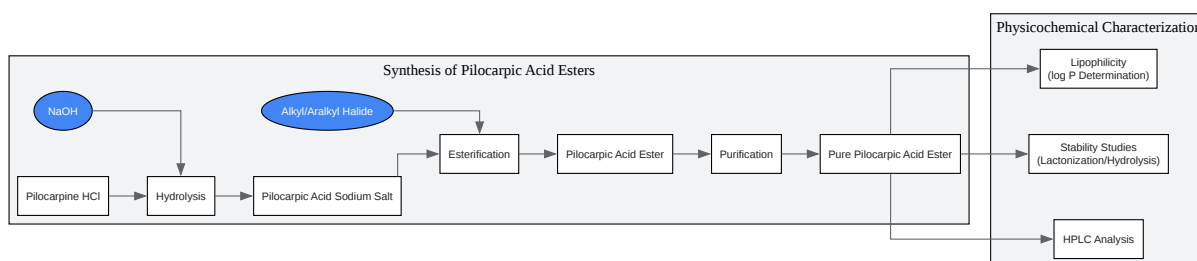 Physicochemical Characterization
Synthesis of Pilocarpic Acid Esters
Lipophilicity
(log P Determination)
NaOH
Alkyl/Aralkyl Halide
Esterification
Pilocarpic Acid Ester
Purification
Pure Pilocarpic Acid Ester
Stability Studies
(Lactonization/Hydrolysis)
Pilocarpine HCl
Hydrolysis
Pilocarpic Acid Sodium Salt
HPLC Analysis